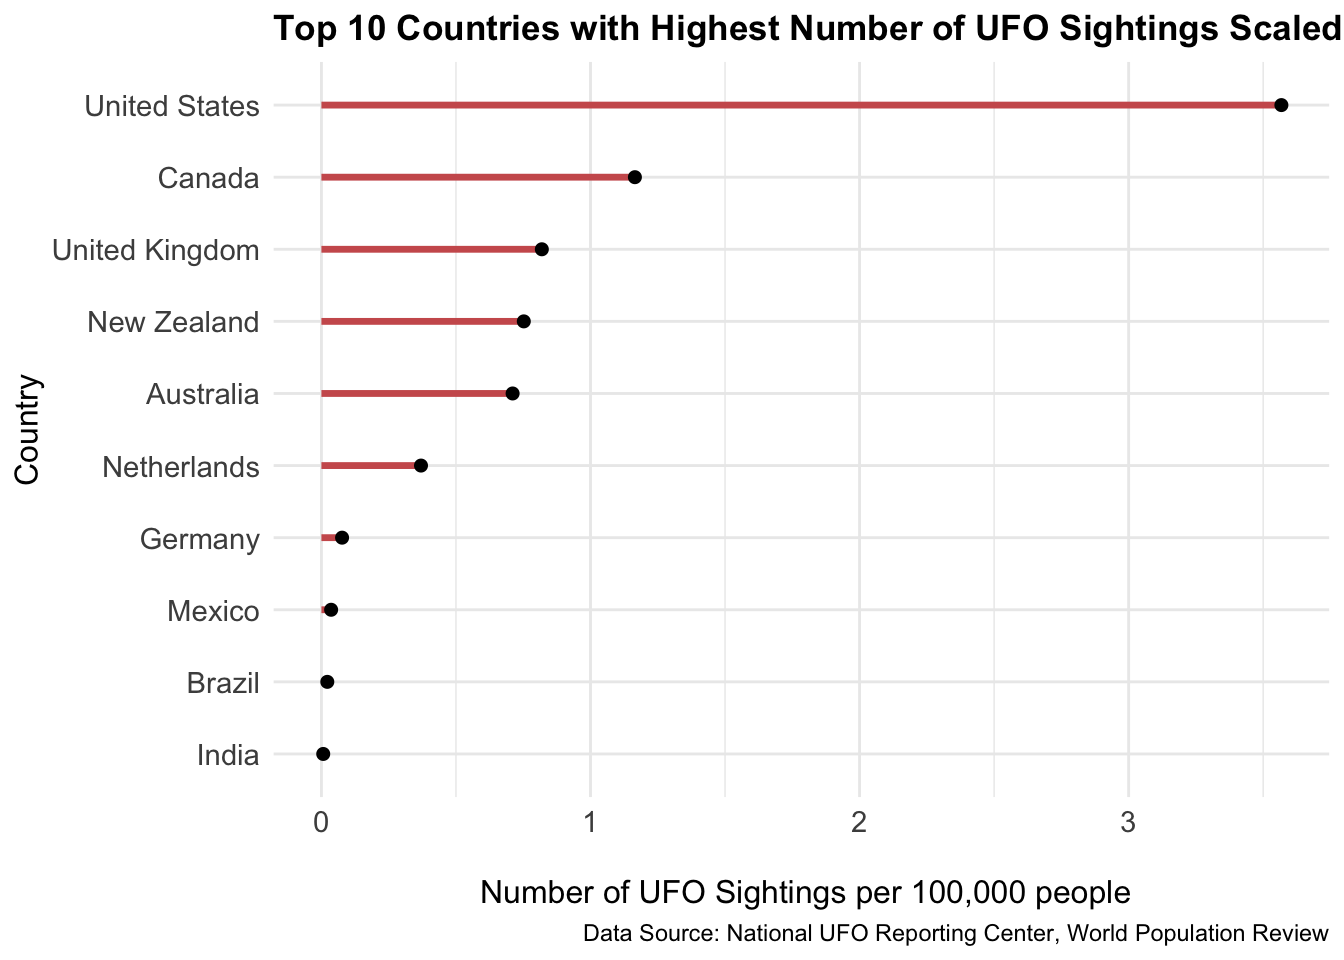 Top 10 Countries with Highest Number of UFO Sightings Scaled
United States
Canada
United Kingdom
New Zealand
Australia
Netherlands
Germany
Mexico
Brazil
India
Country
0 1 2 3
Number of UFO Sightings per 100,000 people
Data Source: National UFO Reporting Center, World Population Review